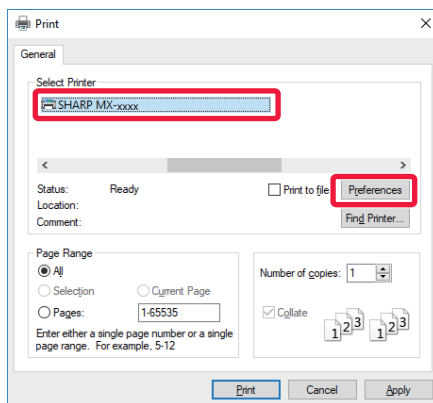 Print
General
Select Printer
SHARP MX-xxxx
Status: Ready
Print to file
Preferences
Location:
Comment:
Find Printer...
Page Range
All
Selection
Current Page
Pages:
1-65535
Enter either a single page number or a single
page range. For example, 5-12
Number of copies: 1
Collate
1 2 3 1 2 3
Print
Cancel
Apply